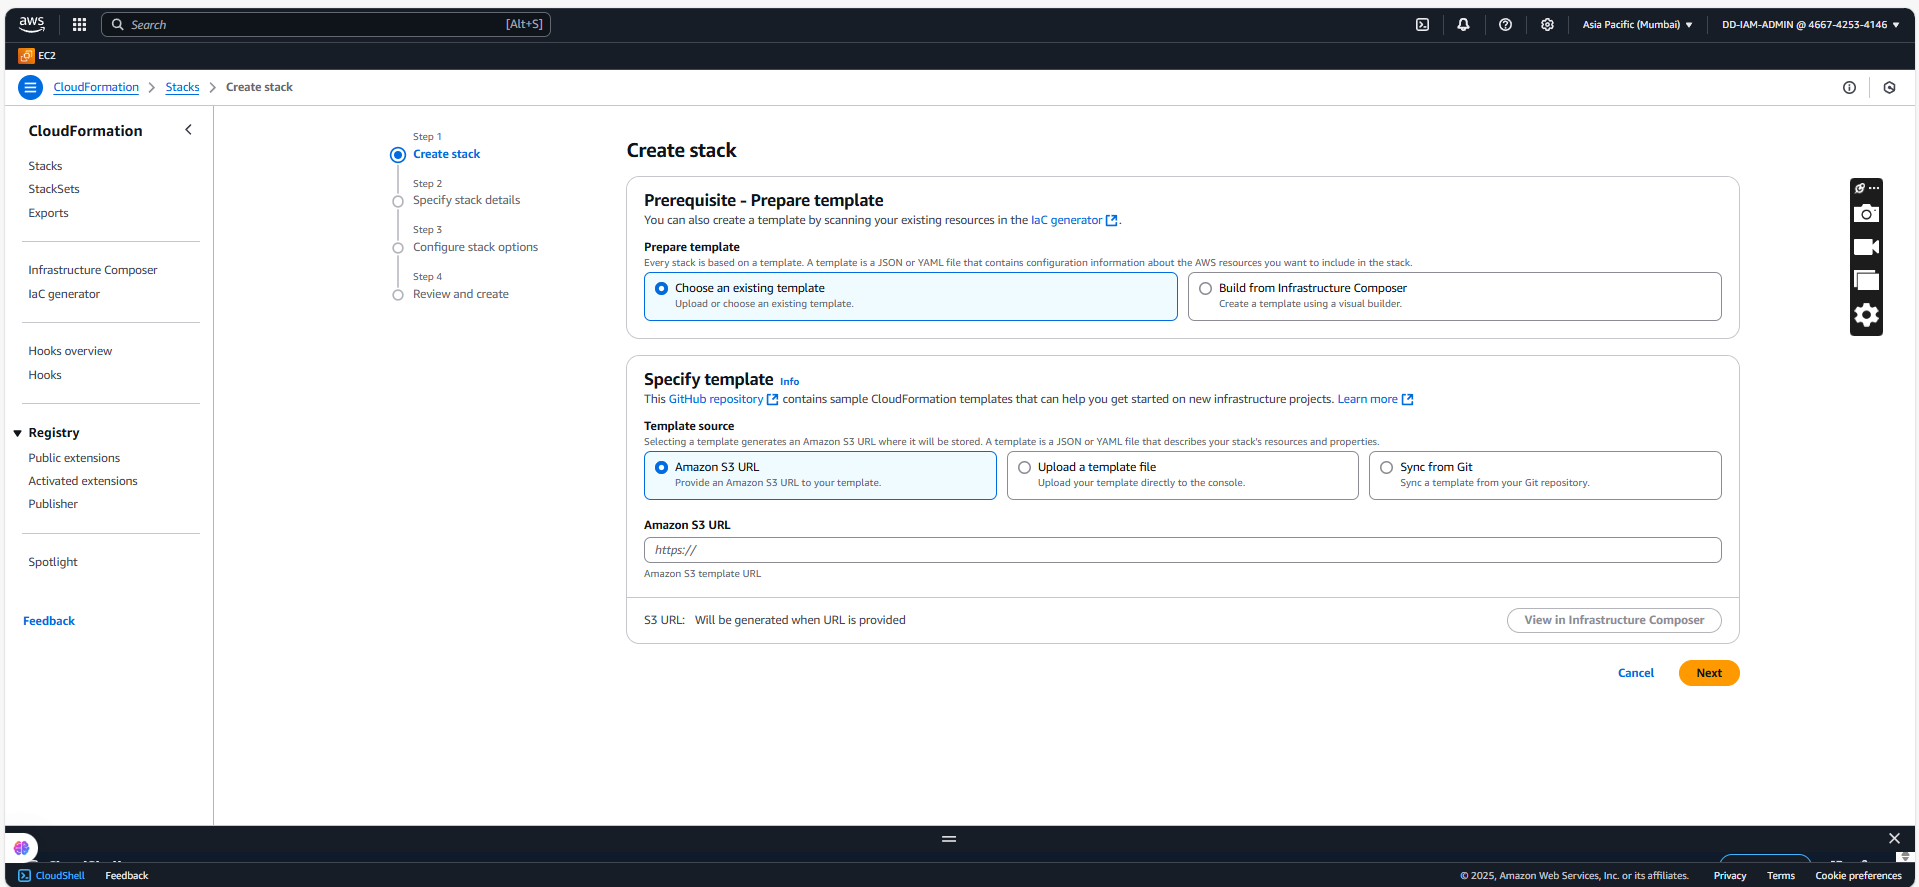 aws
Search
[Alt+S]
Asia Pacific (Mumbai)
DD-IAM-ADMIN @ 4667-4253-4146
EC2
CloudFormation
Stacks
Create stack
CloudFormation
Stacks
StackSets
Exports
Infrastructure Composer
IaC generator
Hooks overview
Hooks
Registry
Public extensions
Activated extensions
Publisher
Spotlight
Feedback
Step 1
Create stack
Step 2
Specify stack details
Step 3
Configure stack options
Step 4
Review and create
Create stack
Prerequisite - Prepare template
You can also create a template by scanning your existing resources in the IaC generator.
Prepare template
Every stack is based on a template. A template is a JSON or YAML file that contains configuration information about the AWS resources you want to include in the stack.
Choose an existing template
Upload or choose an existing template.
Build from Infrastructure Composer
Create a template using a visual builder.
Specify template Info
This GitHub repository contains sample CloudFormation templates that can help you get started on new infrastructure projects. Learn more
Template source
Selecting a template generates an Amazon S3 URL where it will be stored. A template is a JSON or YAML file that describes your stack's resources and properties.
Amazon S3 URL
Provide an Amazon S3 URL to your template.
Upload a template file
Upload your template directly to the console.
Sync from Git
Sync a template from your Git repository.
Amazon S3 URL
https://
Amazon S3 template URL
S3 URL: Will be generated when URL is provided
View in Infrastructure Composer
Cancel
Next
CloudShell
Feedback
© 2025, Amazon Web Services, Inc. or its affiliates.
Privacy
Terms
Cookie preferences